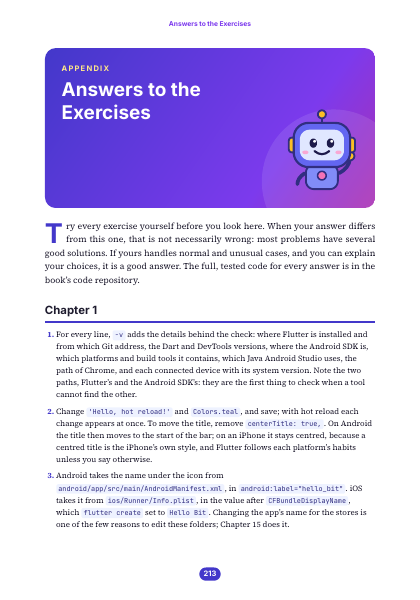 Answers to the Exercises
APPENDIX
Answers to the
Exercises
Try every exercise yourself before you look here. When your answer differs
from this one, that is not necessarily wrong: most problems have several
good solutions. If yours handles normal and unusual cases, and you can explain
your choices, it is a good answer. The full, tested code for every answer is in the
book's code repository.
Chapter 1
1. For every line, -v adds the details behind the check: where Flutter is installed and
from which Git address, the Dart and DevTools versions, where the Android SDK is,
which platforms and build tools it contains, which Java Android Studio uses, the
path of Chrome, and each connected device with its system version. Note the two
paths, Flutter's and the Android SDK's: they are the first thing to check when a tool
cannot find the other.
2. Change 'Hello, hot reload!' and Colors.teal, and save; with hot reload each
change appears at once. To move the title, remove centerTitle: true,. On Android
the title then moves to the start of the bar; on an iPhone it stays centred, because a
centred title is the iPhone's own style, and Flutter follows each platform's habits
unless you say otherwise.
3. Android takes the name under the icon from
android/app/src/main/AndroidManifest.xml, in android:label="hello_bit". iOS
takes it from ios/Runner/Info.plist, in the value after CFBundleDisplayName,
which flutter create set to Hello Bit. Changing the app's name for the stores is
one of the few reasons to edit these folders; Chapter 15 does it.
213